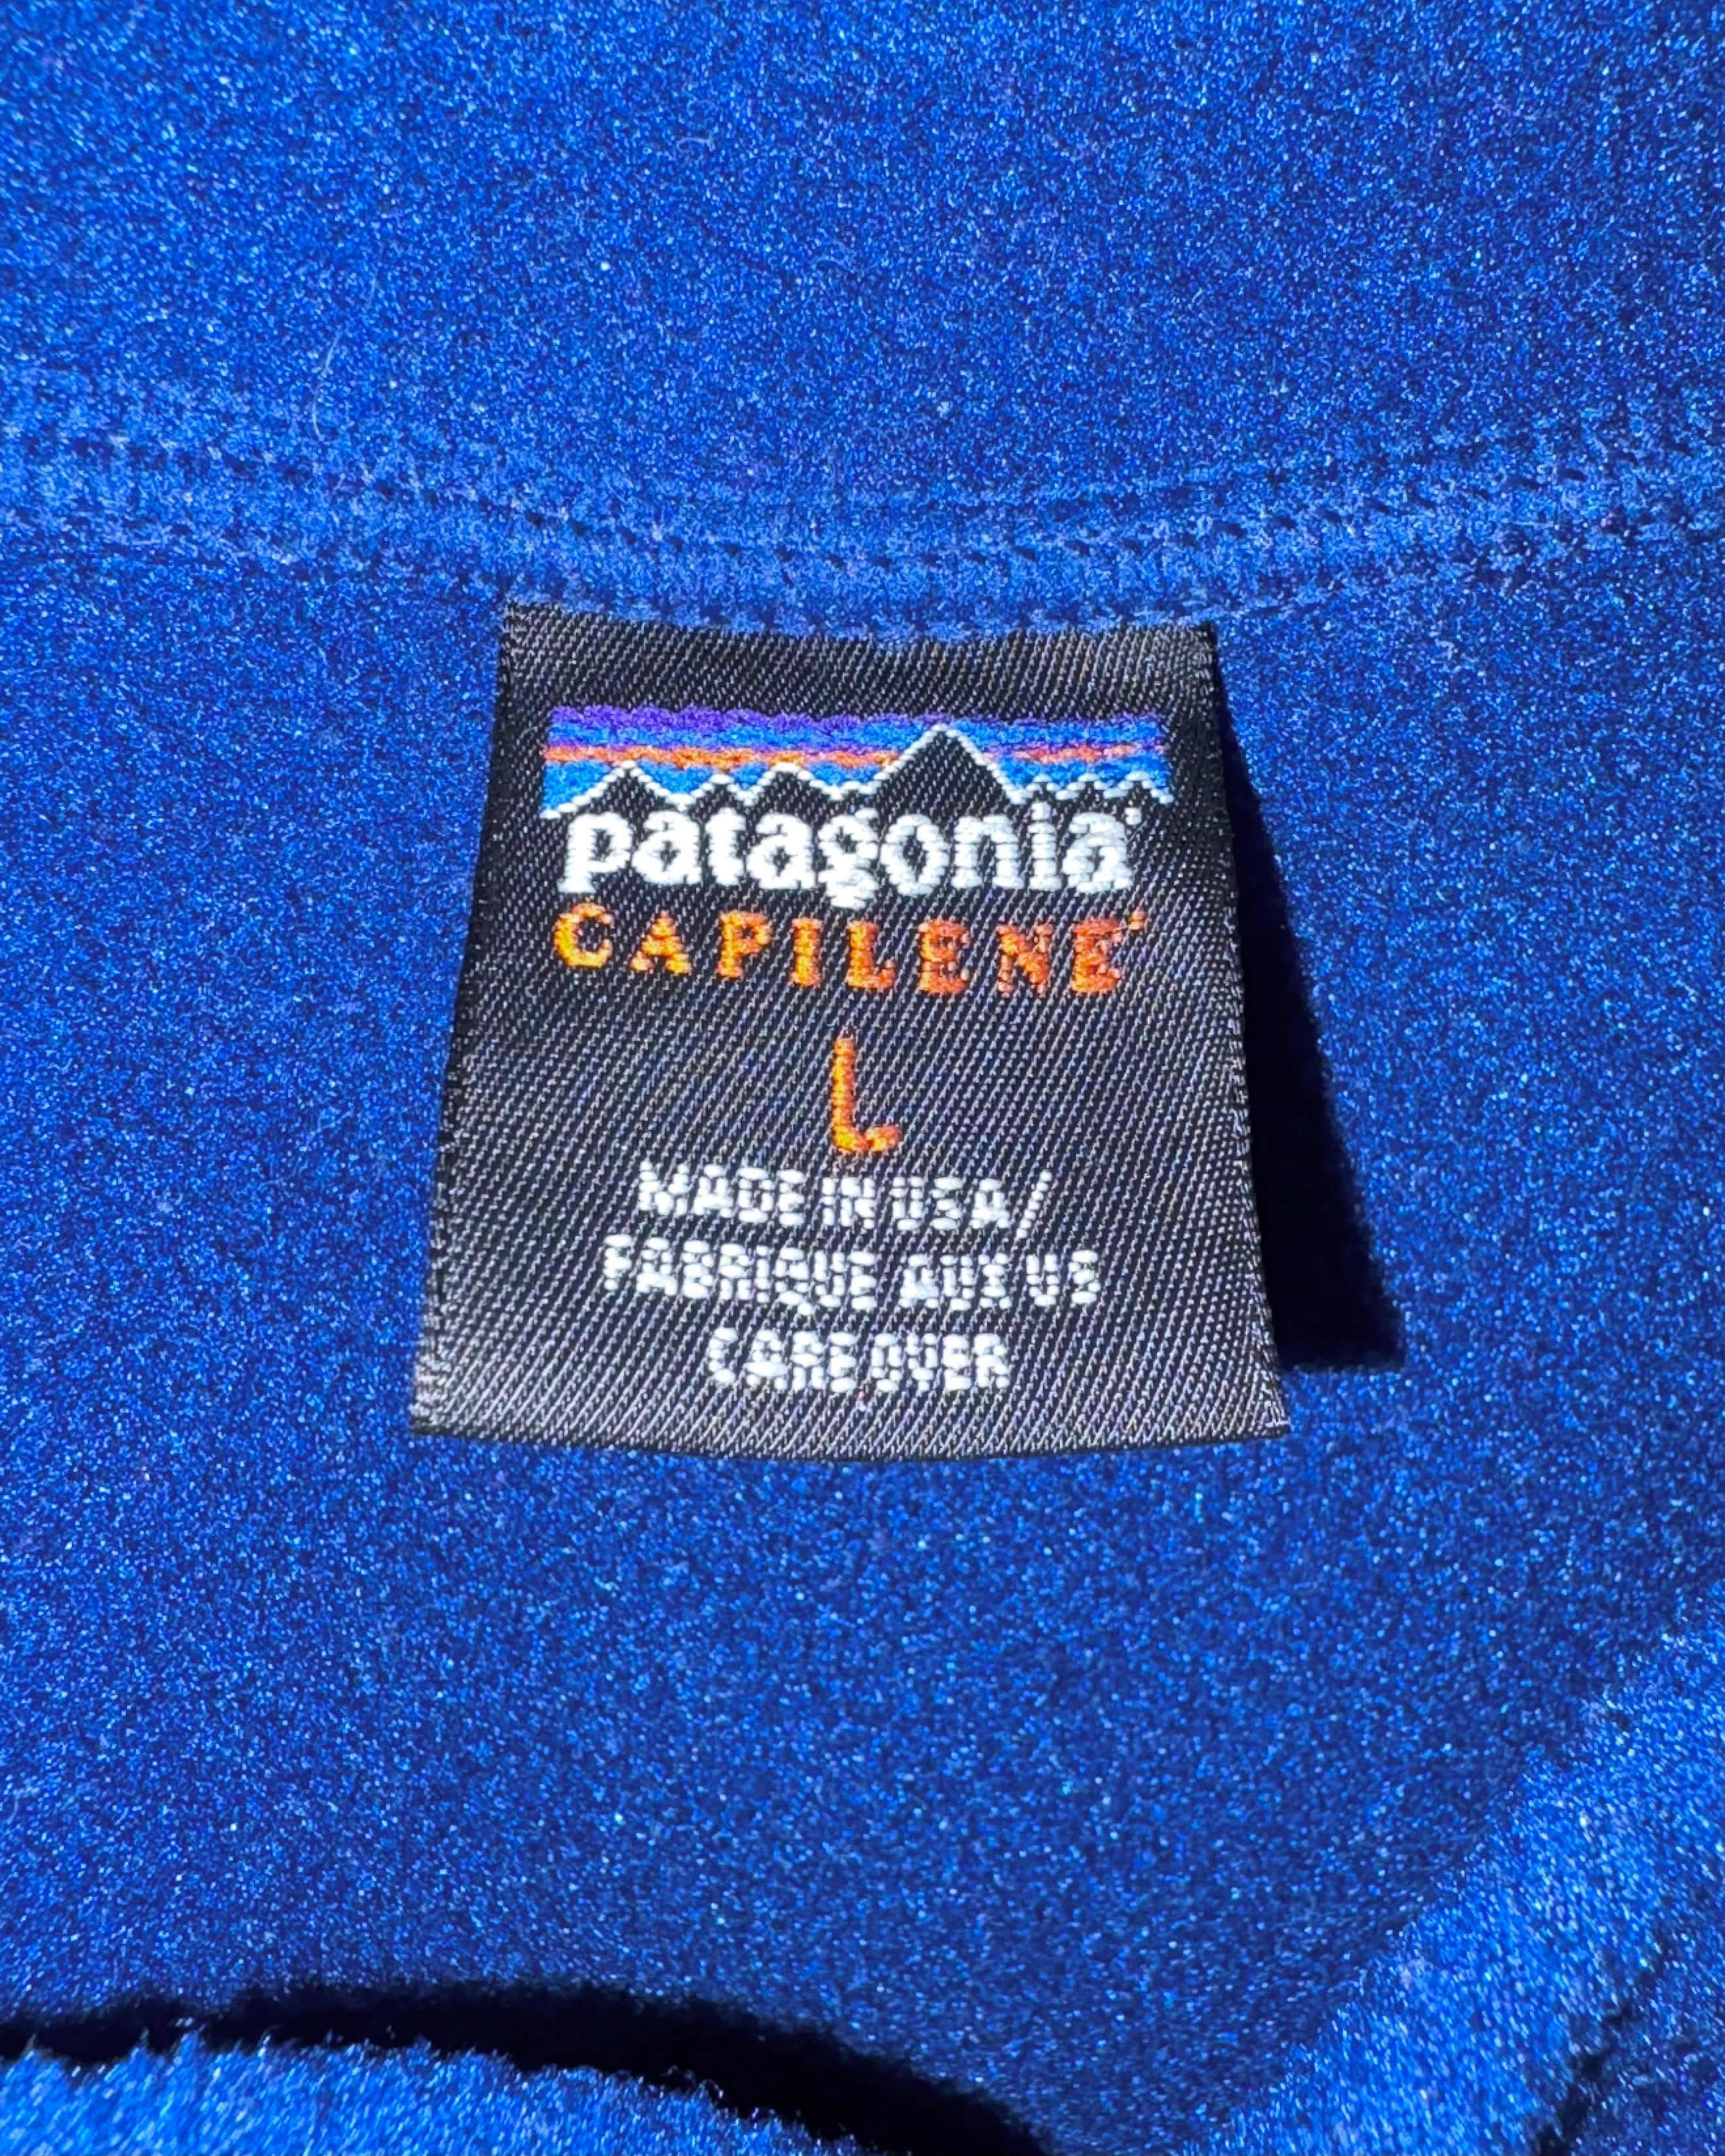 patagonia®
CAPILENE®
L
MADE IN USA/
FABRIQUE AUX US
CARE OVER